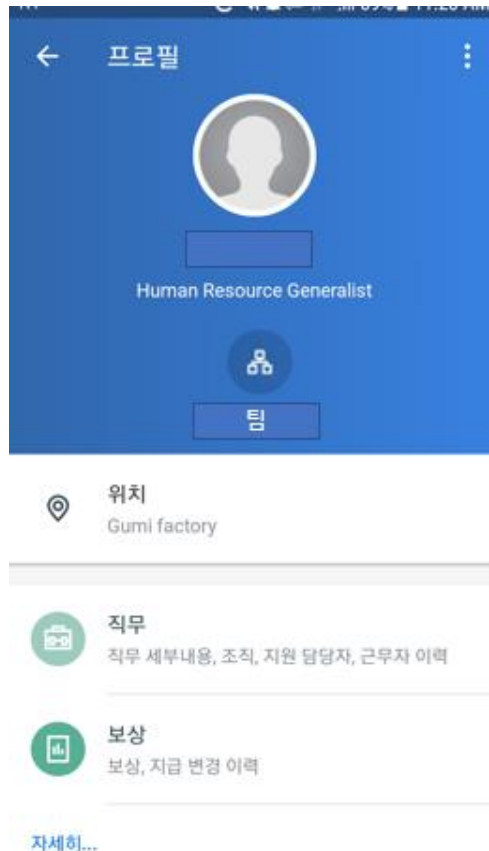 프로필
Human Resource Generalist
팀
위치
Gumi factory
직무
직무 세부내용, 조직, 지원 담당자, 근무자 이력
보상
보상, 지급 변경 이력
자세히...